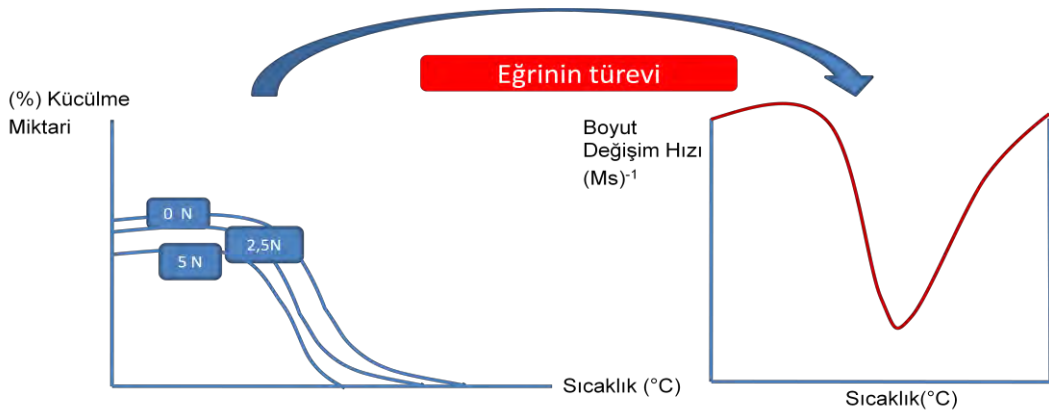 Eğrinin türevi
(%) Kücülme
Miktari
0 N
2,5N
5 N
Sıcaklık (°C)
Boyut
Değişim Hızı
(Ms)-1
Sıcaklık(°C)